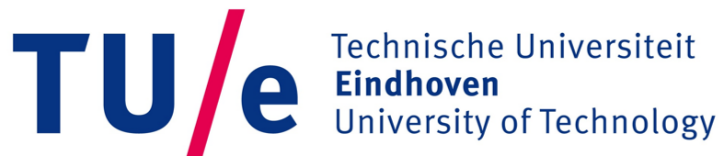 TU/e
Technische Universiteit
Eindhoven
University of Technology